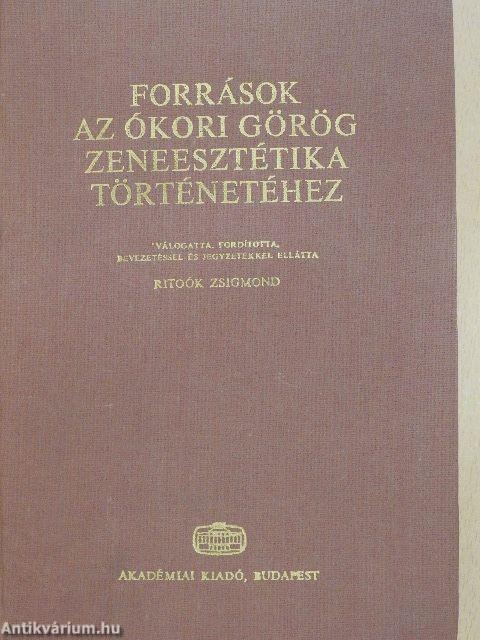 FORRÁSOK
AZ ÓKORI GÖRÖG
ZENEESZTÉTIKA
TÖRTÉNETÉHEZ
VÁLOGATTA, FORDÍTOTTA,
BEVEZETÉSSEL ÉS JEGYZETEKKEL ELLÁTTA
RITOÓK ZSIGMOND
AKADÉMIAI KIADÓ, BUDAPEST
Antikvárium.hu